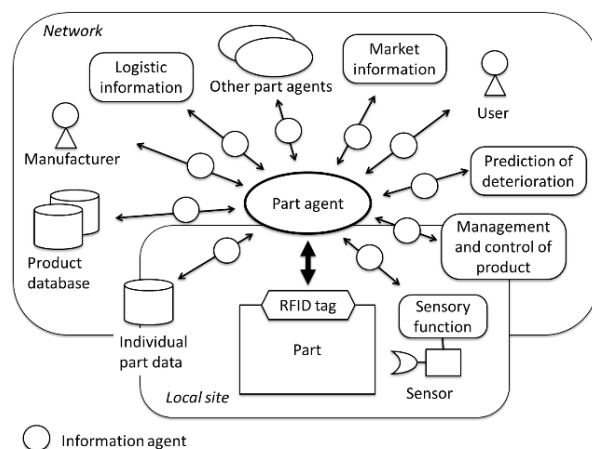 Network
Logistic
information
Other part agents
Market
information
User
Manufacturer
Prediction of
deterioration
Part agent
Product
database
Management
and control of
product
RFID tag
Sensory
function
Individual
part data
Part
Sensor
Local site
Information agent